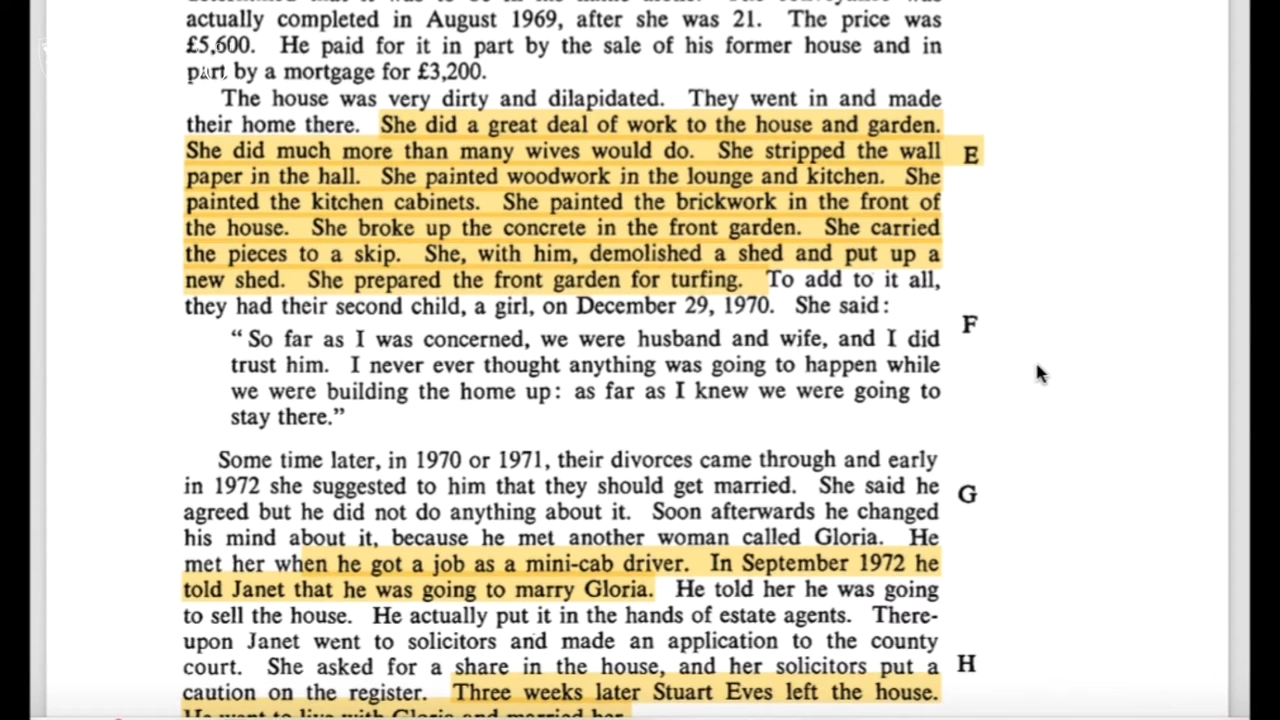 actually completed in August 1969, after she was 21. The price was
£5,600. He paid for it in part by the sale of his former house and in
part by a mortgage for £3,200.
The house was very dirty and dilapidated. They went in and made
their home there. She did a great deal of work to the house and garden.
She did much more than many wives would do. She stripped the wall E
paper in the hall. She painted woodwork in the lounge and kitchen. She
painted the kitchen cabinets. She painted the brickwork in the front of
the house. She broke up the concrete in the front garden. She carried
the pieces to a skip. She, with him, demolished a shed and put up a
new shed. She prepared the front garden for turfing. To add to it all,
they had their second child, a girl, on December 29, 1970. She said:
F
“So far as I was concerned, we were husband and wife, and I did
trust him. I never ever thought anything was going to happen while
we were building the home up: as far as I knew we were going to
stay there.”
Some time later, in 1970 or 1971, their divorces came through and early
in 1972 she suggested to him that they should get married. She said he G
agreed but he did not do anything about it. Soon afterwards he changed
his mind about it, because he met another woman called Gloria. He
met her when he got a job as a mini-cab driver. In September 1972 he
told Janet that he was going to marry Gloria. He told her he was going
to sell the house. He actually put it in the hands of estate agents. There-
upon Janet went to solicitors and made an application to the county
court. She asked for a share in the house, and her solicitors put a H
caution on the register. Three weeks later Stuart Eves left the house.
He went to live with Gloria and married her.